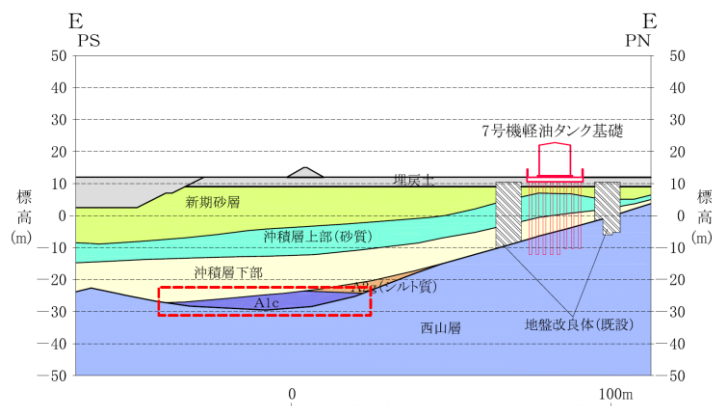 E
E
PS
PN
50
50
40
40
30
30
7号機軽油タンク基礎
20
20
埋戻土
10
10
新期砂層
標高(m)
標高(m)
0
0
沖積層上部(砂質)
-10
-10
沖積層下部
-20
-20
A2c(シルト質)
A1c
-30
-30
西山層
地盤改良体(既設)
-40
-40
-50
-50
0
100m